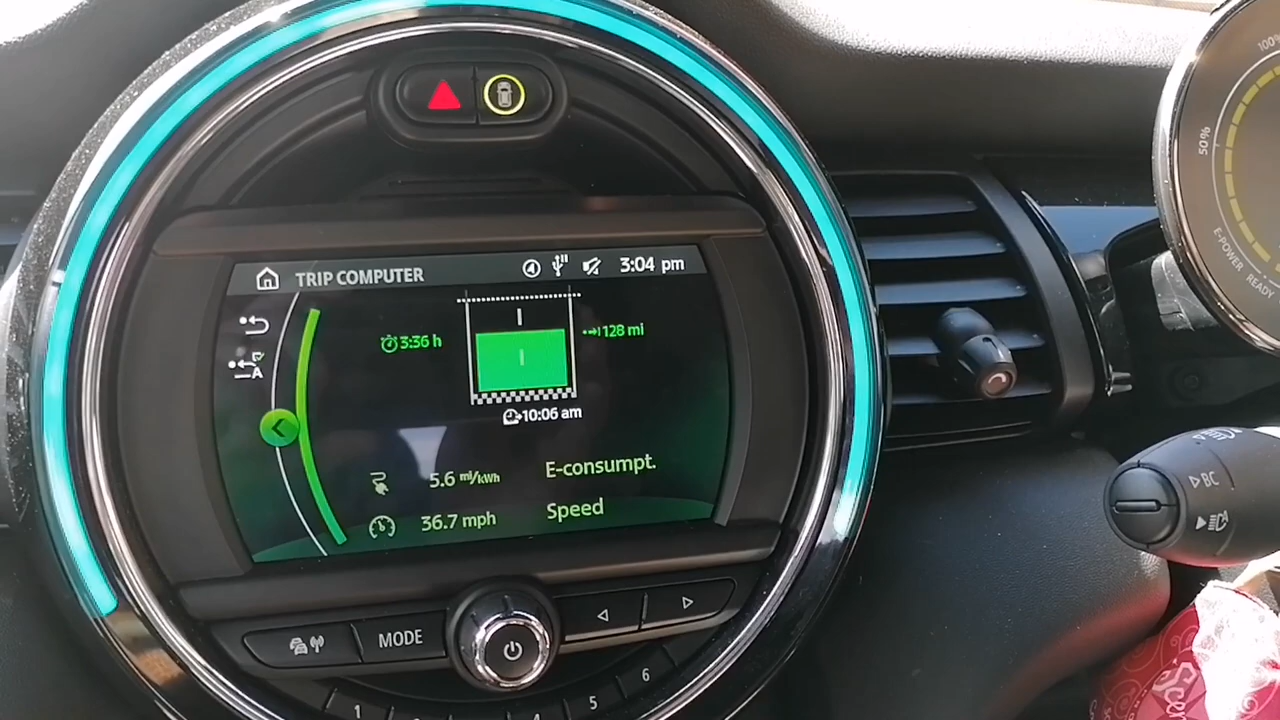 TRIP COMPUTER
3:04 pm
3:36 h
128 mi
A
10:06 am
5.6 mi/kWh
E-consumpt.
36.7 mph
Speed
MODE
1
4
5
6
100%
50%
E-POWER
READY
BC